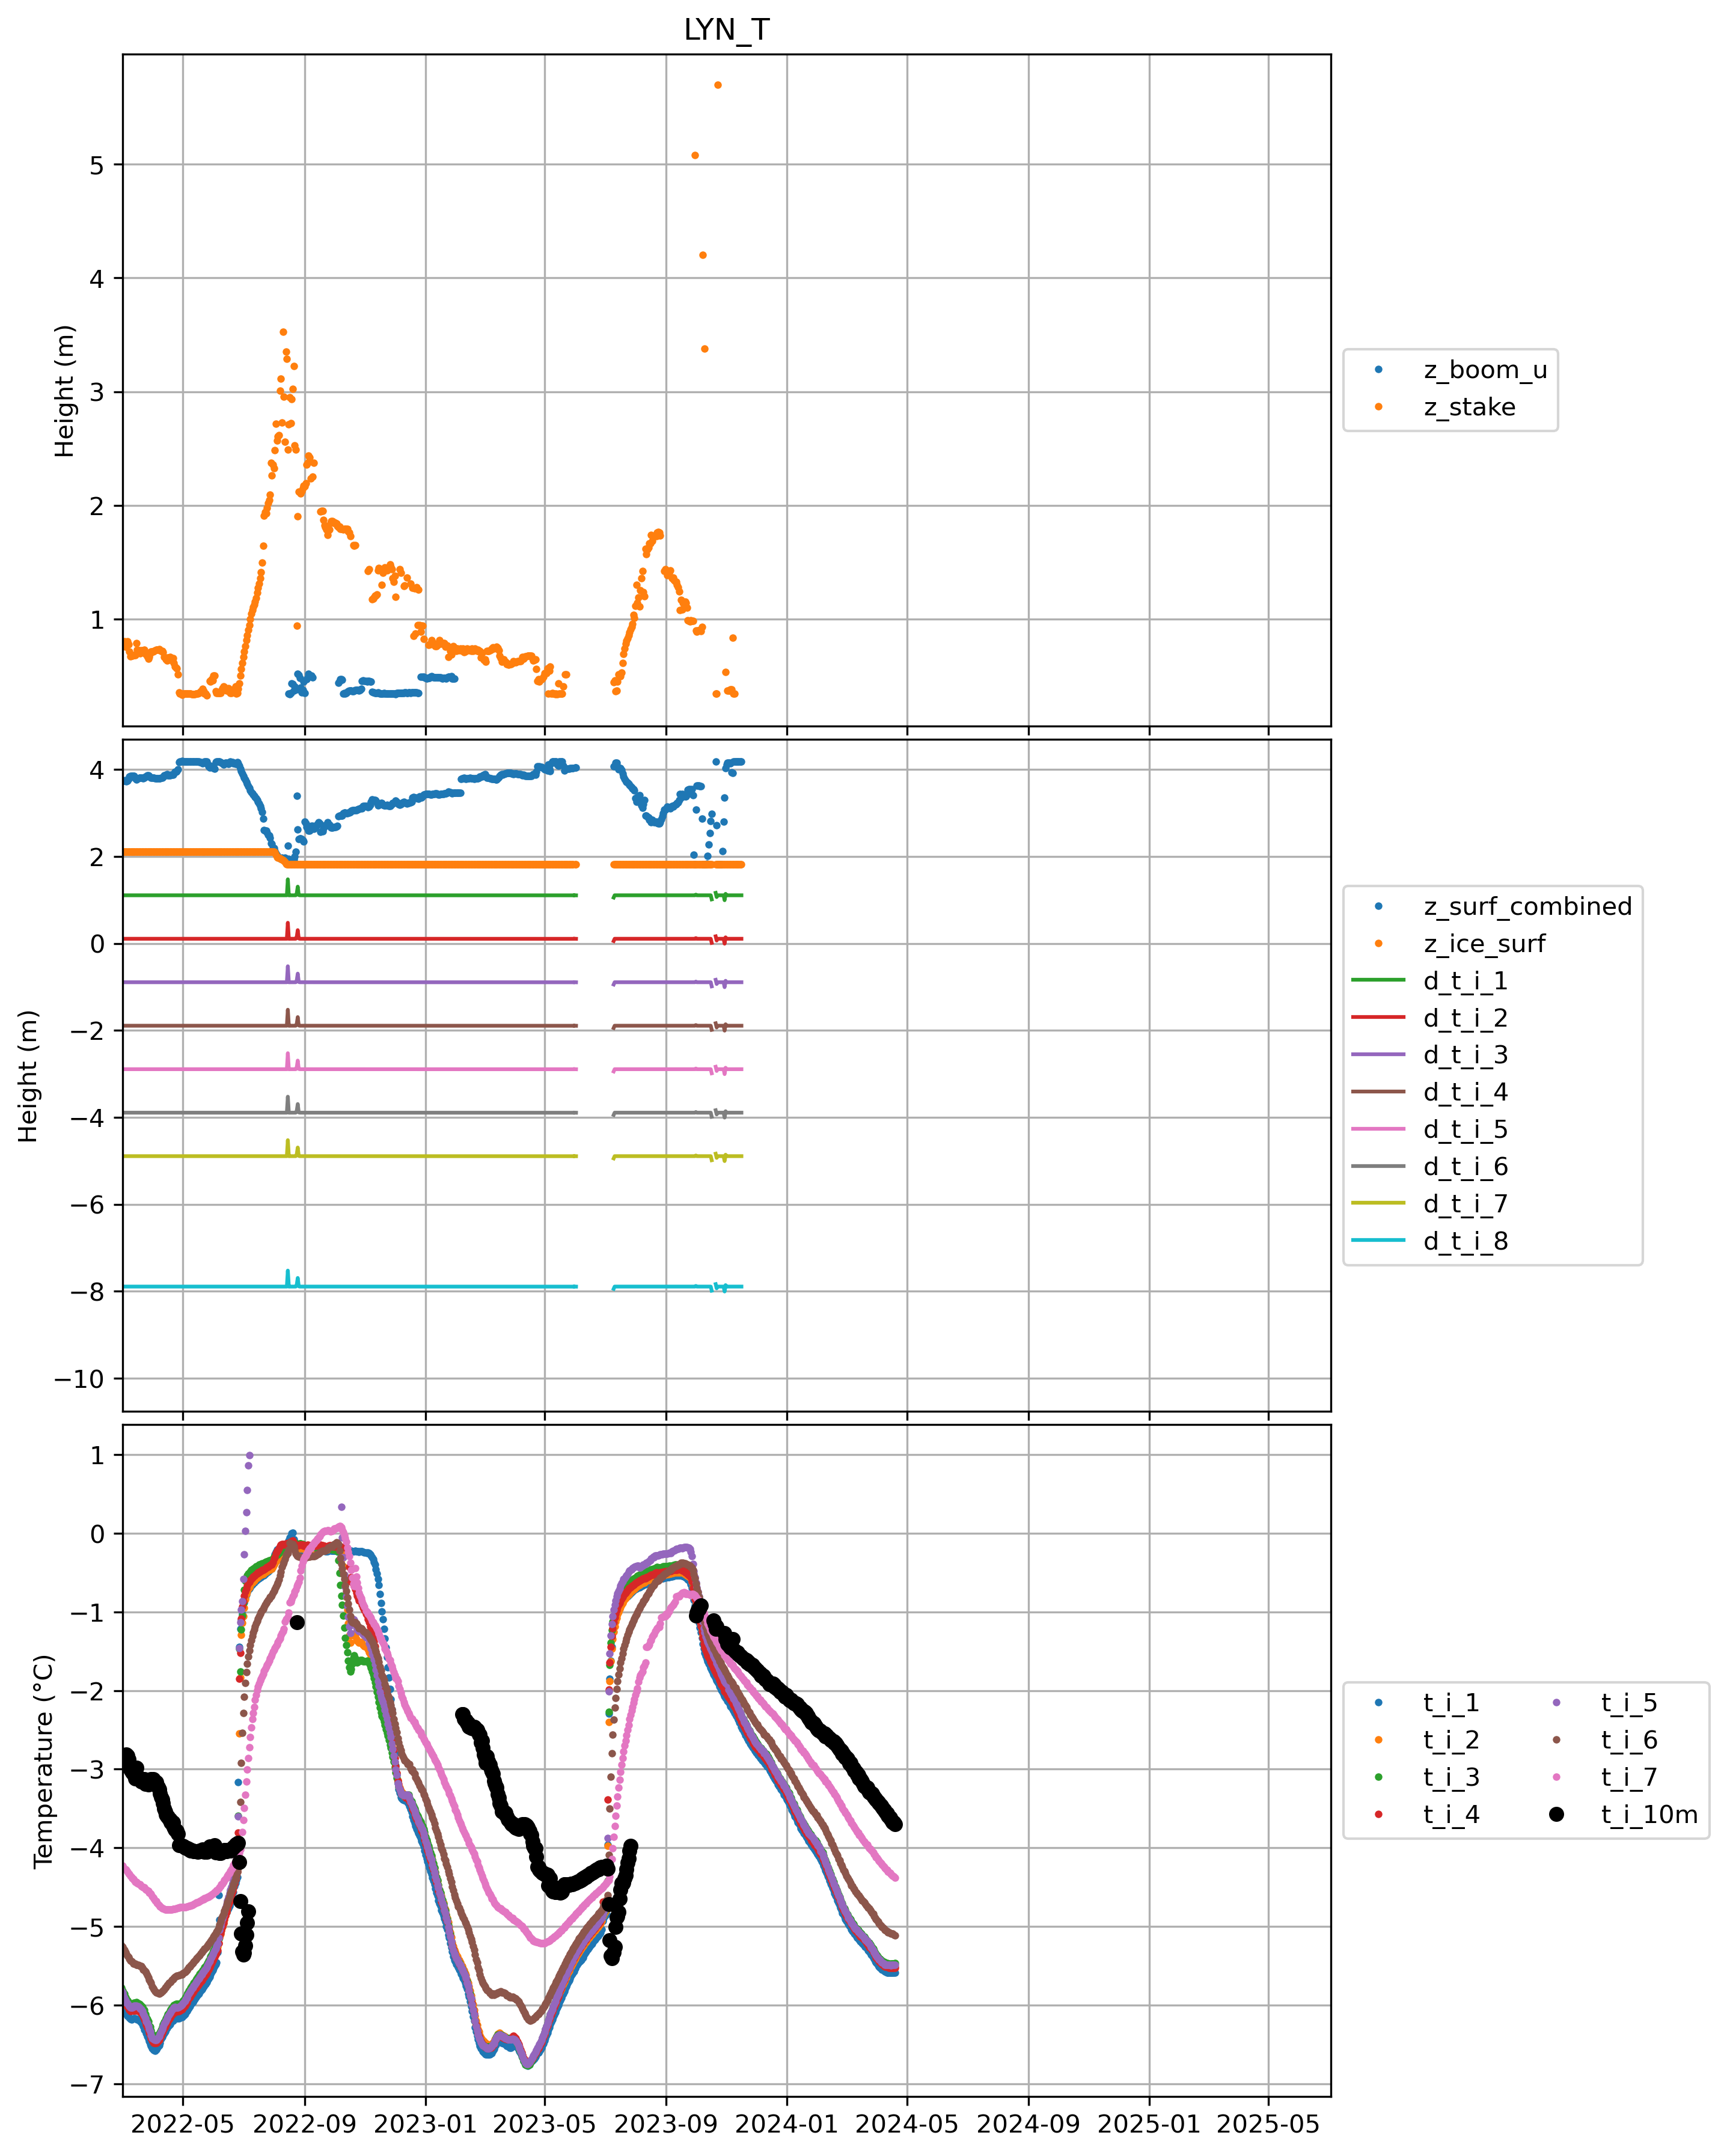 LYN_T
Height (m)
5
4
3
2
1
z_boom_u
z_stake
Height (m)
4
2
0
−2
−4
−6
−8
−10
z_surf_combined
z_ice_surf
d_t_i_1
d_t_i_2
d_t_i_3
d_t_i_4
d_t_i_5
d_t_i_6
d_t_i_7
d_t_i_8
Temperature (°C)
1
0
−1
−2
−3
−4
−5
−6
−7
t_i_1 t_i_5
t_i_2 t_i_6
t_i_3 t_i_7
t_i_4 t_i_10m
2022-05 2022-09 2023-01 2023-05 2023-09 2024-01 2024-05 2024-09 2025-01 2025-05